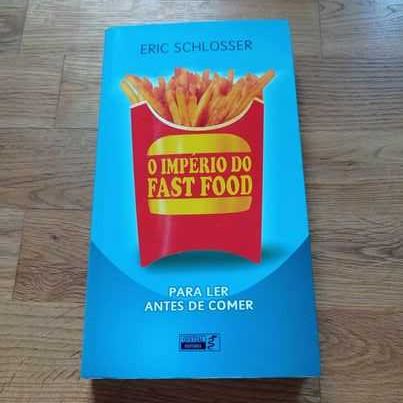 ERIC SCHLOSSER
O IMPÉRIO DO
FAST FOOD
PARA LER
ANTES DE COMER